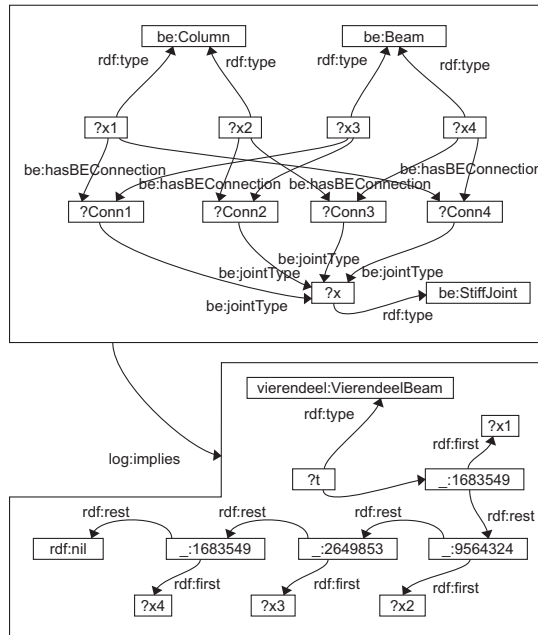 be:Column
be:Beam
rdf:type
rdf:type
rdf:type
rdf:type
?x1
?x2
?x3
?x4
be:hasBEConnection
be:hasBEConnection
be:hasBEConnection
be:hasBEConnection
?Conn1
?Conn2
?Conn3
?Conn4
be:jointType
be:jointType
be:jointType
be:jointType
?x
be:StiffJoint
rdf:type
vierendeel:VierendeelBeam
rdf:type
?x1
rdf:first
log:implies
?t
_:1683549
rdf:rest
rdf:rest
rdf:rest
rdf:rest
rdf:nil
_:1683549
_:2649853
_:9564324
rdf:first
rdf:first
rdf:first
?x4
?x3
?x2